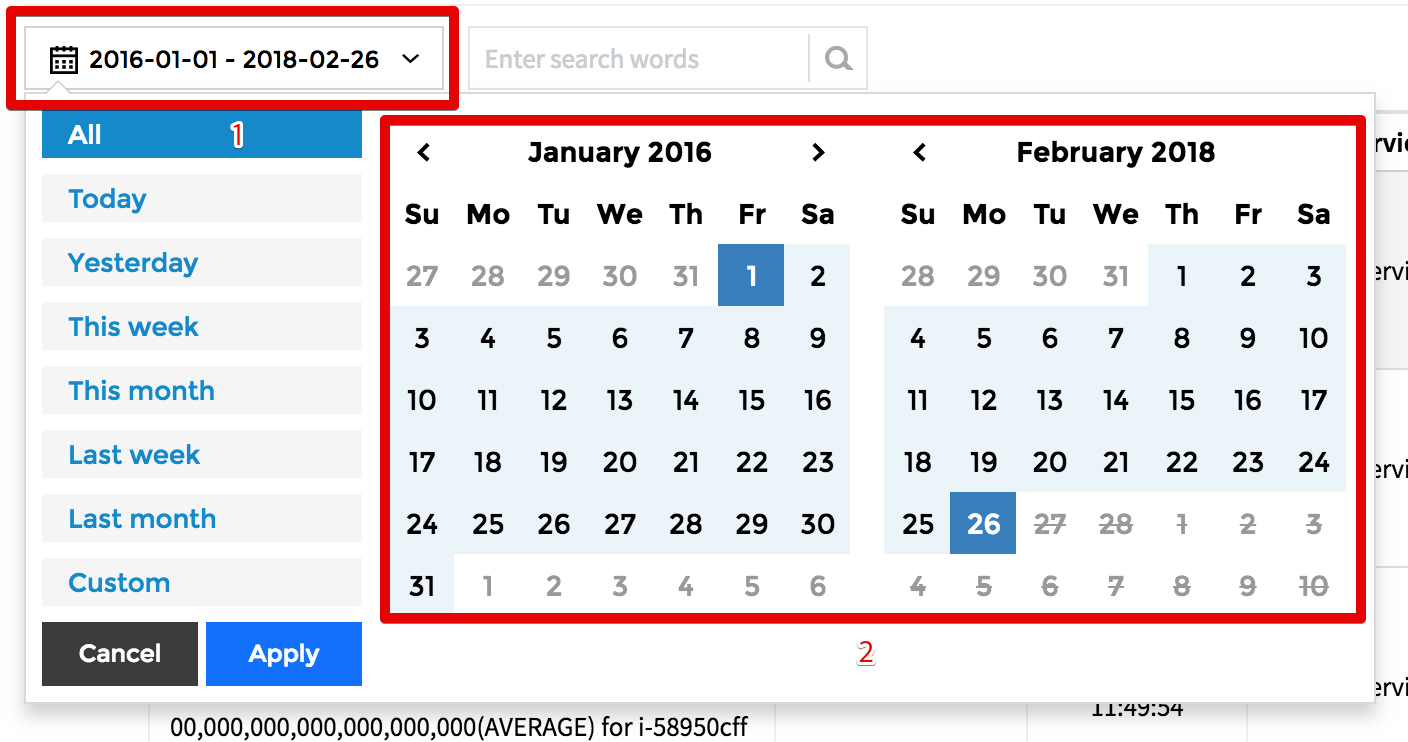 2016-01-01 - 2018-02-26
Enter search words
All
1
Today
Yesterday
This week
This month
Last week
Last month
Custom
Cancel Apply
January 2016
Su Mo Tu We Th Fr Sa
27 28 29 30 31 1 2
3 4 5 6 7 8 9
10 11 12 13 14 15 16
17 18 19 20 21 22 23
24 25 26 27 28 29 30
31 1 2 3 4 5 6
February 2018
Su Mo Tu We Th Fr Sa
28 29 30 31 1 2 3
4 5 6 7 8 9 10
11 12 13 14 15 16 17
18 19 20 21 22 23 24
25 26 27 28 1 2 3
4 5 6 7 8 9 10
2
11:49:54
00,000,000,000,000,000,000(AVERAGE) for i-58950cff